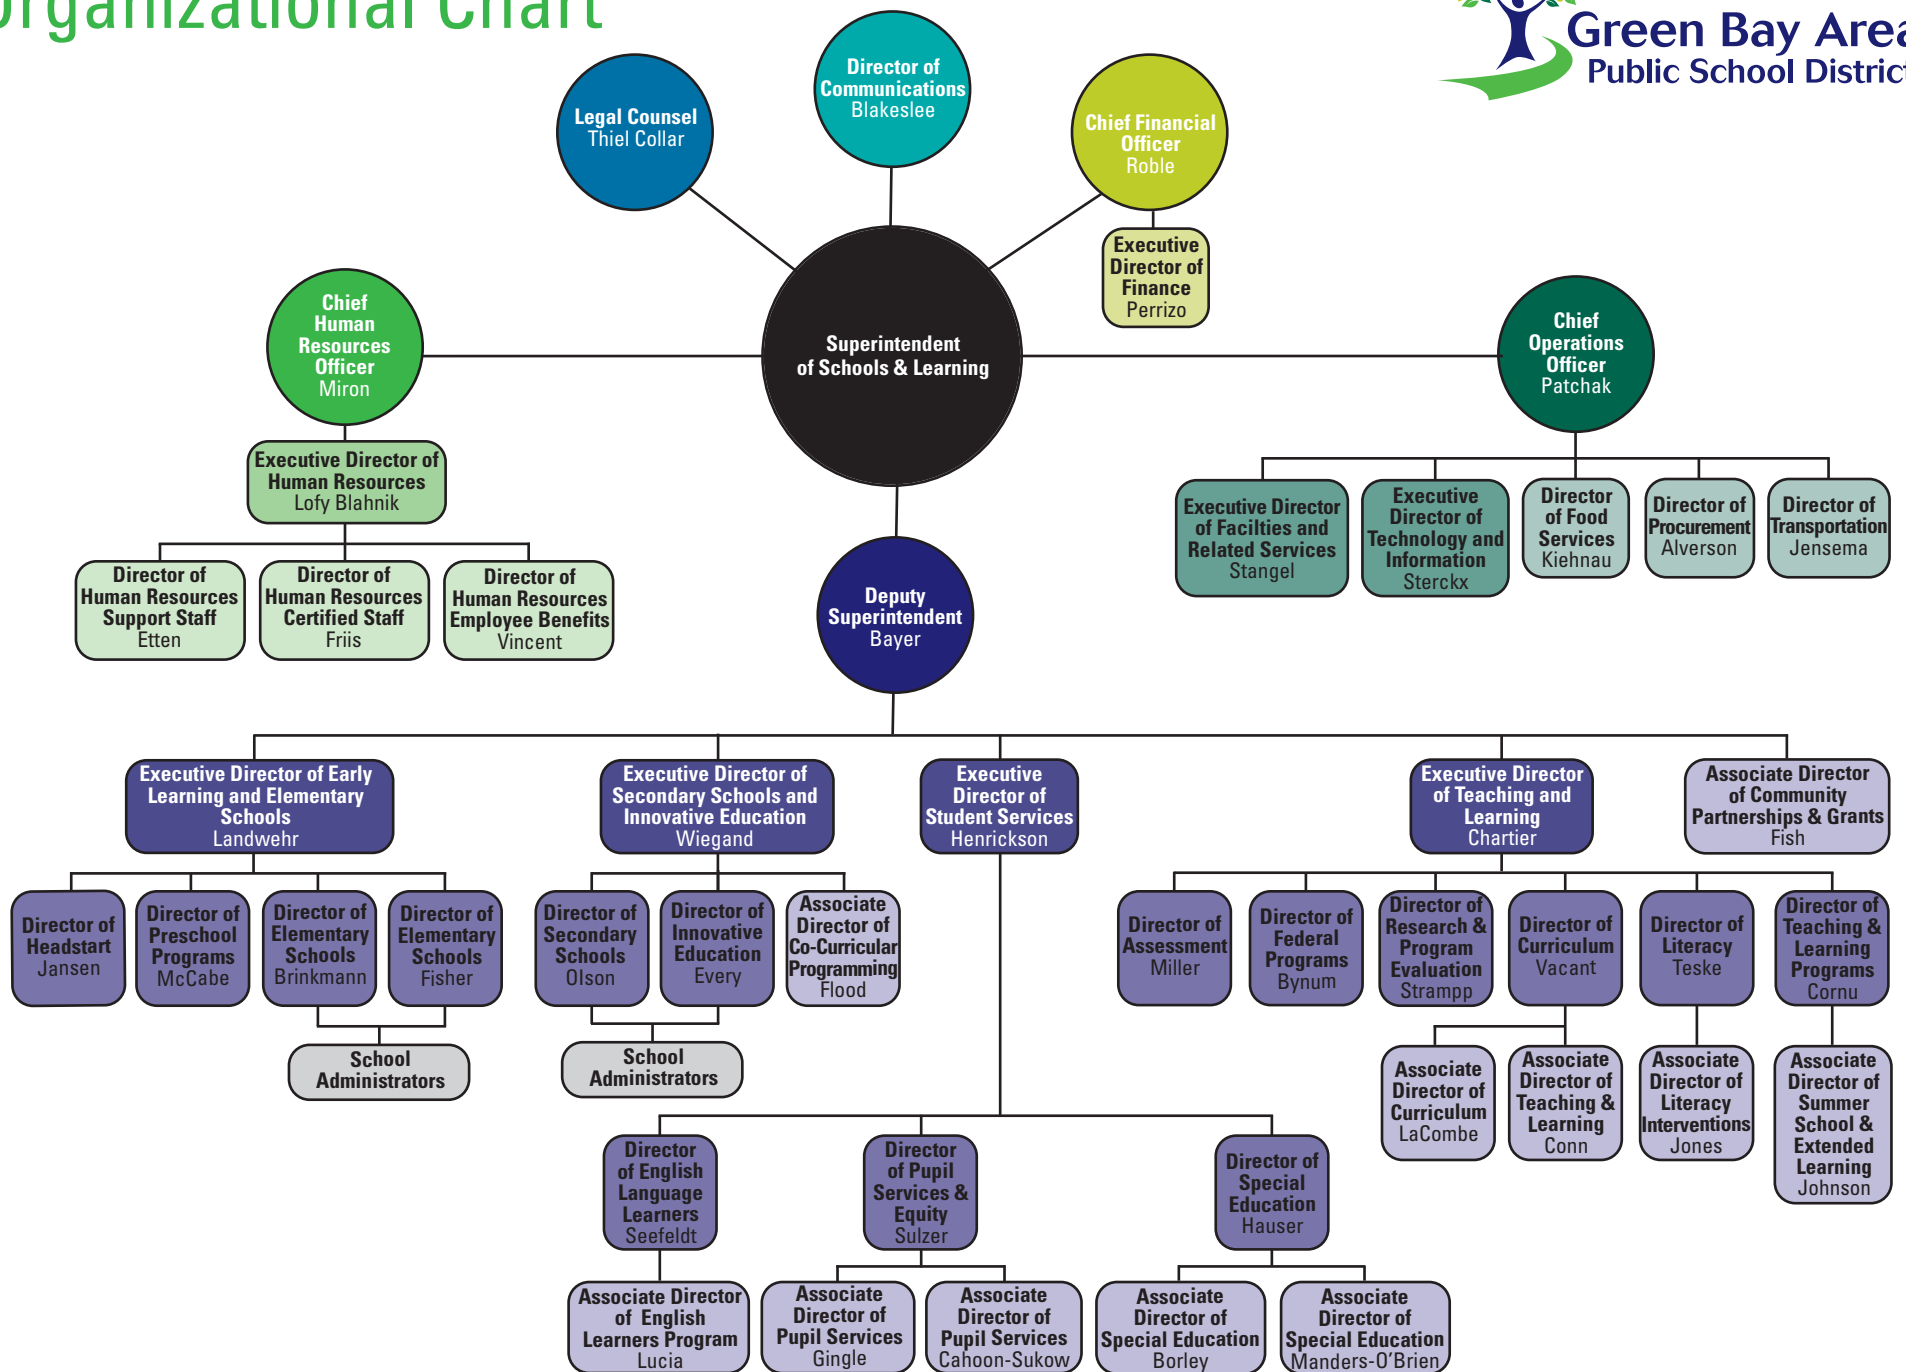 Organizational Chart
Green Bay Area
Public School District
Director of
Communications
Blakeslee
Legal Counsel
Thiel Collar
Chief Financial
Officer
Roble
Executive
Director of
Finance
Perrizo
Chief
Human
Resources
Officer
Miron
Superintendent
of Schools & Learning
Chief
Operations
Officer
Patchak
Executive Director of
Human Resources
Lofy Blahnik
Director of
Human Resources
Support Staff
Etten
Director of
Human Resources
Certified Staff
Friis
Director of
Human Resources
Employee Benefits
Vincent
Executive Director
of Facilties and
Related Services
Stangel
Executive
Director of
Technology and
Information
Sterckx
Director
of Food
Services
Kiehnau
Director of
Procurement
Alverson
Director of
Transportation
Jensema
Deputy
Superintendent
Bayer
Executive Director of Early
Learning and Elementary
Schools
Landwehr
Executive Director of
Secondary Schools and
Innovative Education
Wiegand
Executive
Director of
Student Services
Henrickson
Executive Director
of Teaching and
Learning
Chartier
Associate Director
of Community
Partnerships & Grants
Fish
Director of
Headstart
Jansen
Director of
Preschool
Programs
McCabe
Director of
Elementary
Schools
Brinkmann
Director of
Elementary
Schools
Fisher
School
Administrators
Director of
Secondary
Schools
Olson
Director of
Innovative
Education
Every
Associate
Director of
Co-Curricular
Programming
Flood
School
Administrators
Director of
Assessment
Miller
Director of
Federal
Programs
Bynum
Director of
Research &
Program
Evaluation
Strampp
Director of
Curriculum
Vacant
Director of
Literacy
Teske
Director of
Teaching &
Learning
Programs
Cornu
Associate
Director of
Curriculum
LaCombe
Associate
Director of
Teaching &
Learning
Conn
Associate
Director of
Literacy
Interventions
Jones
Associate
Director of
Summer
School &
Extended
Learning
Johnson
Director
of English
Language
Learners
Seefeldt
Director
of Pupil
Services &
Equity
Sulzer
Director of
Special
Education
Hauser
Associate Director
of English
Learners Program
Lucia
Associate
Director of
Pupil Services
Gingle
Associate
Director of
Pupil Services
Cahoon-Sukow
Associate
Director of
Special Education
Borley
Associate
Director of
Special Education
Manders-O'Brien